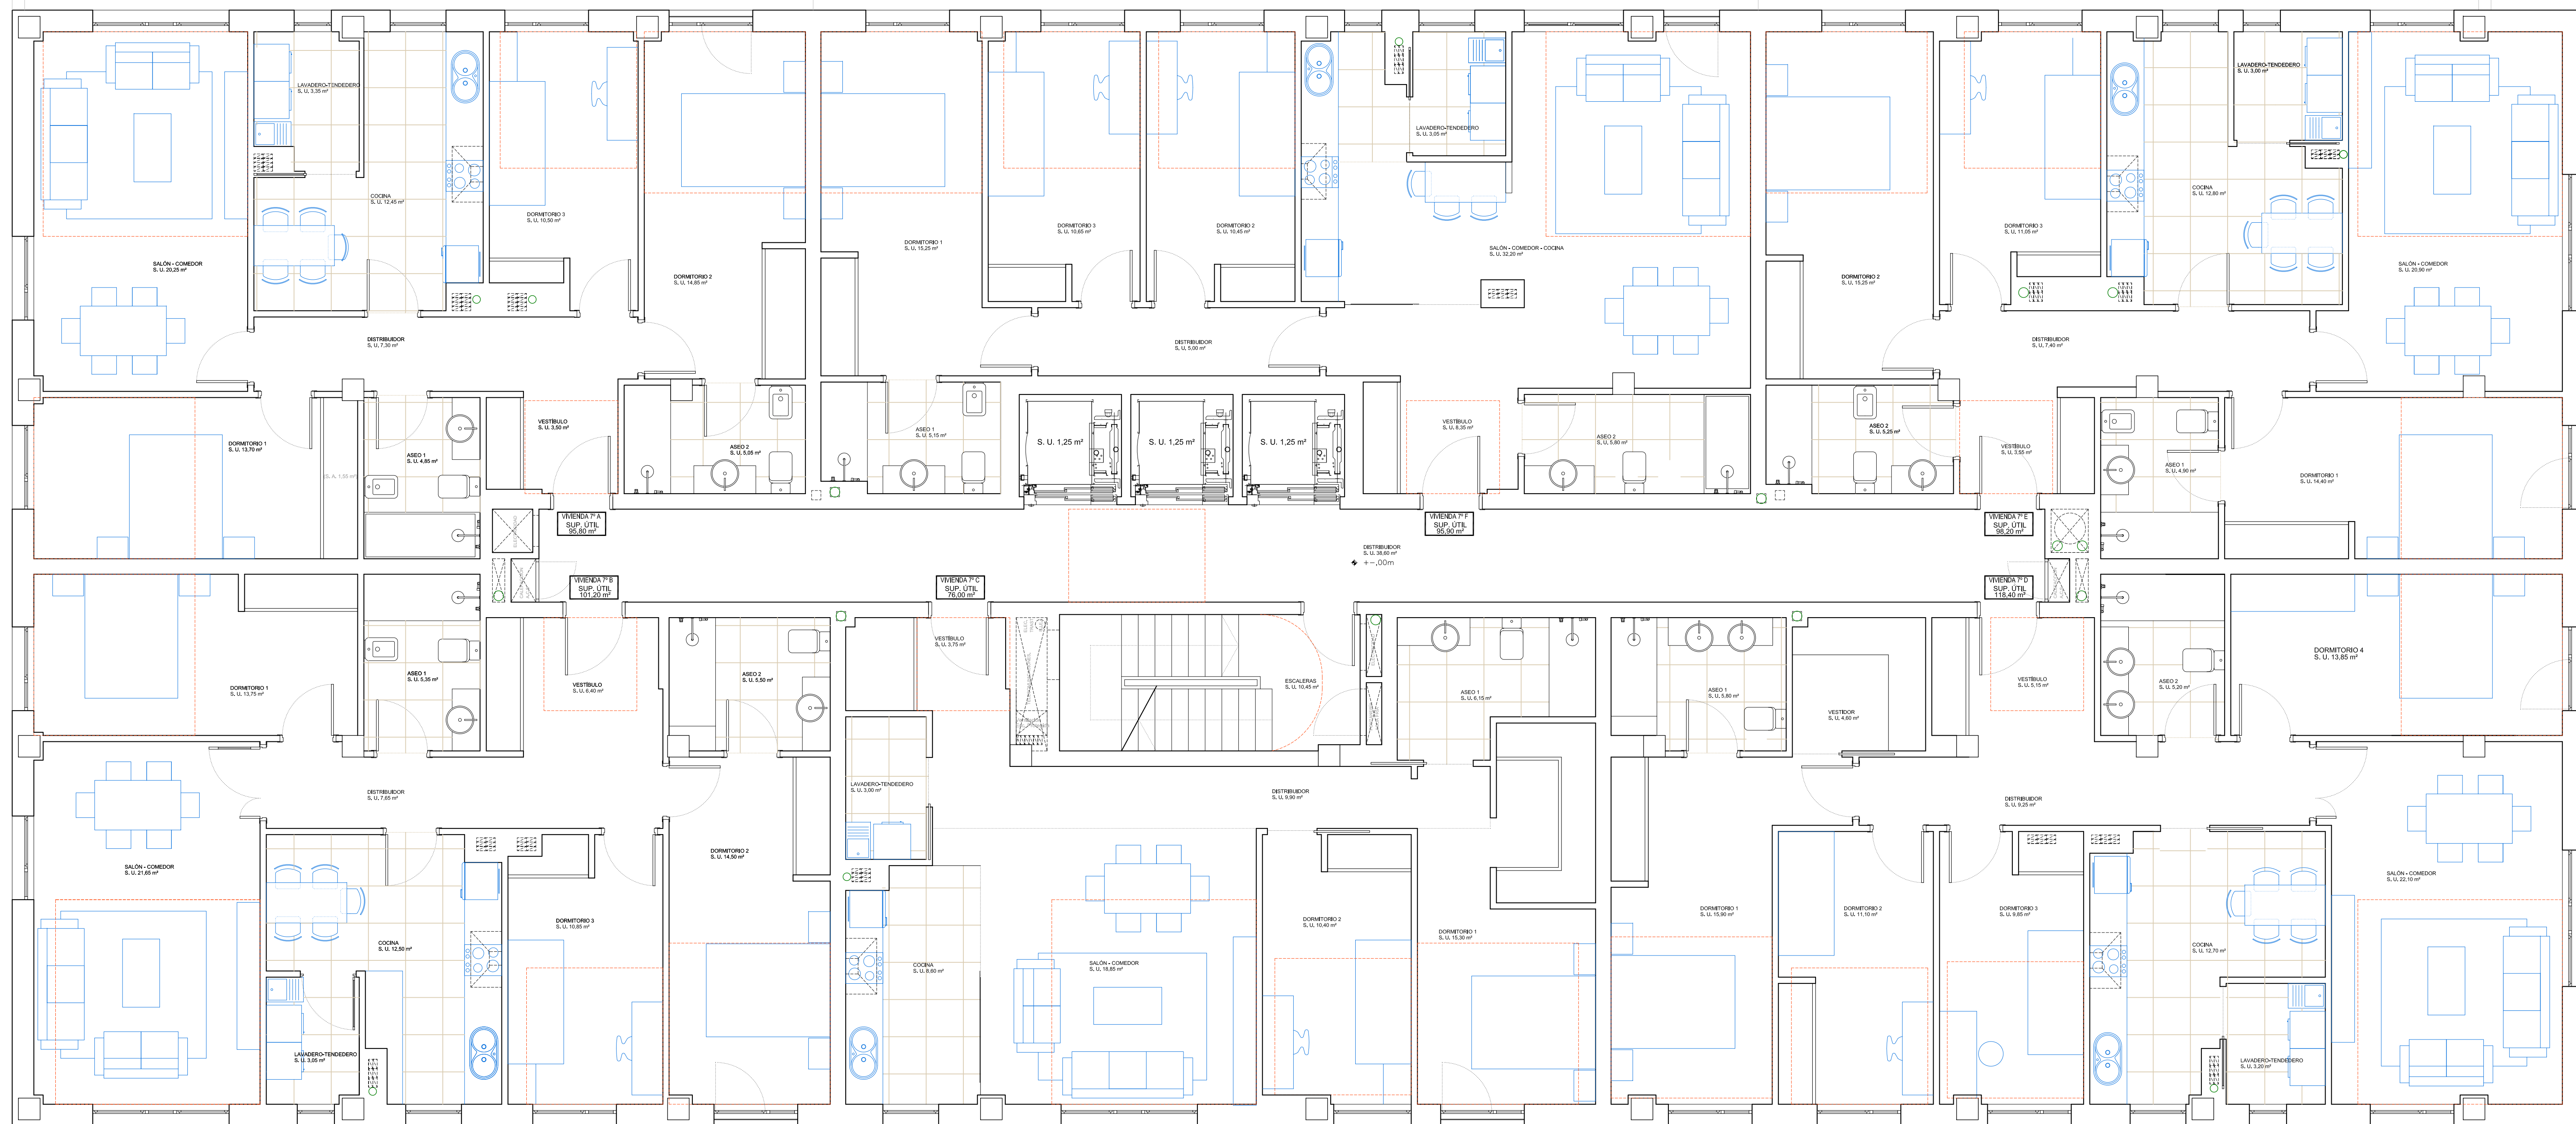 LAVADERO-TENDEDERO
S. U. 3,35 m²
COCINA
S. U. 12,45 m²
DORMITORIO 3
S. U. 10,50 m²
SALÓN - COMEDOR
S. U. 20,25 m²
DORMITORIO 2
S. U. 14,85 m²
DORMITORIO 1
S. U. 15,25 m²
DORMITORIO 3
S. U. 10,65 m²
DORMITORIO 2
S. U. 10,45 m²
LAVADERO-TENDEDERO
S. U. 3,05 m²
SALÓN - COMEDOR - COCINA
S. U. 32,20 m²
DORMITORIO 2
S. U. 15,25 m²
DORMITORIO 3
S. U. 11,05 m²
LAVADERO-TENDEDERO
S. U. 3,00 m²
COCINA
S. U. 12,80 m²
SALÓN - COMEDOR
S. U. 20,90 m²
DISTRIBUIDOR
S. U. 7,30 m²
DISTRIBUIDOR
S. U. 5,00 m²
DISTRIBUIDOR
S. U. 7,40 m²
DORMITORIO 1
S. U. 13,70 m²
(S. A. 1,55 m²)
ASEO 1
S. U. 4,85 m²
VESTÍBULO
S. U. 3,50 m²
ASEO 2
S. U. 5,05 m²
ASEO 1
S. U. 5,15 m²
S. U. 1,25 m²
S. U. 1,25 m²
S. U. 1,25 m²
VESTÍBULO
S. U. 8,35 m²
ASEO 2
S. U. 5,80 m²
ASEO 2
S. U. 5,25 m²
VESTÍBULO
S. U. 3,55 m²
ASEO 1
S. U. 4,90 m²
DORMITORIO 1
S. U. 14,40 m²
VIVIENDA 7º A
SUP. ÚTIL
95,80 m²
VIVIENDA 7º F
SUP. ÚTIL
95,90 m²
VIVIENDA 7º E
SUP. ÚTIL
98,20 m²
DISTRIBUIDOR
S. U. 38,60 m²
+-,00m
VIVIENDA 7º B
SUP. ÚTIL
101,20 m²
VIVIENDA 7º C
SUP. ÚTIL
76,00 m²
VIVIENDA 7º D
SUP. ÚTIL
118,40 m²
DORMITORIO 1
S. U. 13,75 m²
ASEO 1
S. U. 5,35 m²
VESTÍBULO
S. U. 6,40 m²
ASEO 2
S. U. 5,50 m²
VESTÍBULO
S. U. 3,75 m²
ESCALERAS
S. U. 10,45 m²
ASEO 1
S. U. 6,15 m²
ASEO 1
S. U. 5,80 m²
VESTIDOR
S. U. 4,60 m²
VESTÍBULO
S. U. 5,15 m²
ASEO 2
S. U. 5,20 m²
DORMITORIO 4
S. U. 13,85 m²
DISTRIBUIDOR
S. U. 7,65 m²
LAVADERO-TENDEDERO
S. U. 3,00 m²
DISTRIBUIDOR
S. U. 9,90 m²
DISTRIBUIDOR
S. U. 9,25 m²
SALÓN - COMEDOR
S. U. 21,65 m²
DORMITORIO 2
S. U. 14,50 m²
SALÓN - COMEDOR
S. U. 22,10 m²
COCINA
S. U. 12,50 m²
DORMITORIO 3
S. U. 10,85 m²
COCINA
S. U. 8,60 m²
SALÓN - COMEDOR
S. U. 18,85 m²
DORMITORIO 2
S. U. 10,40 m²
DORMITORIO 1
S. U. 15,30 m²
DORMITORIO 1
S. U. 15,90 m²
DORMITORIO 2
S. U. 11,10 m²
DORMITORIO 3
S. U. 9,85 m²
COCINA
S. U. 12,70 m²
LAVADERO-TENDEDERO
S. U. 3,05 m²
LAVADERO-TENDEDERO
S. U. 3,20 m²